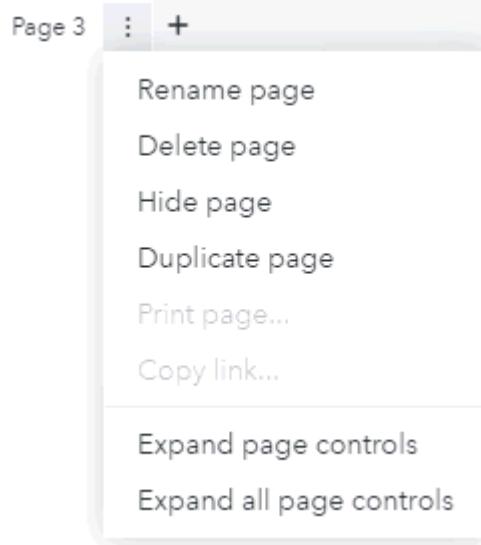 Page 3 ⋮ +
Rename page
Delete page
Hide page
Duplicate page
Print page...
Copy link...
Expand page controls
Expand all page controls